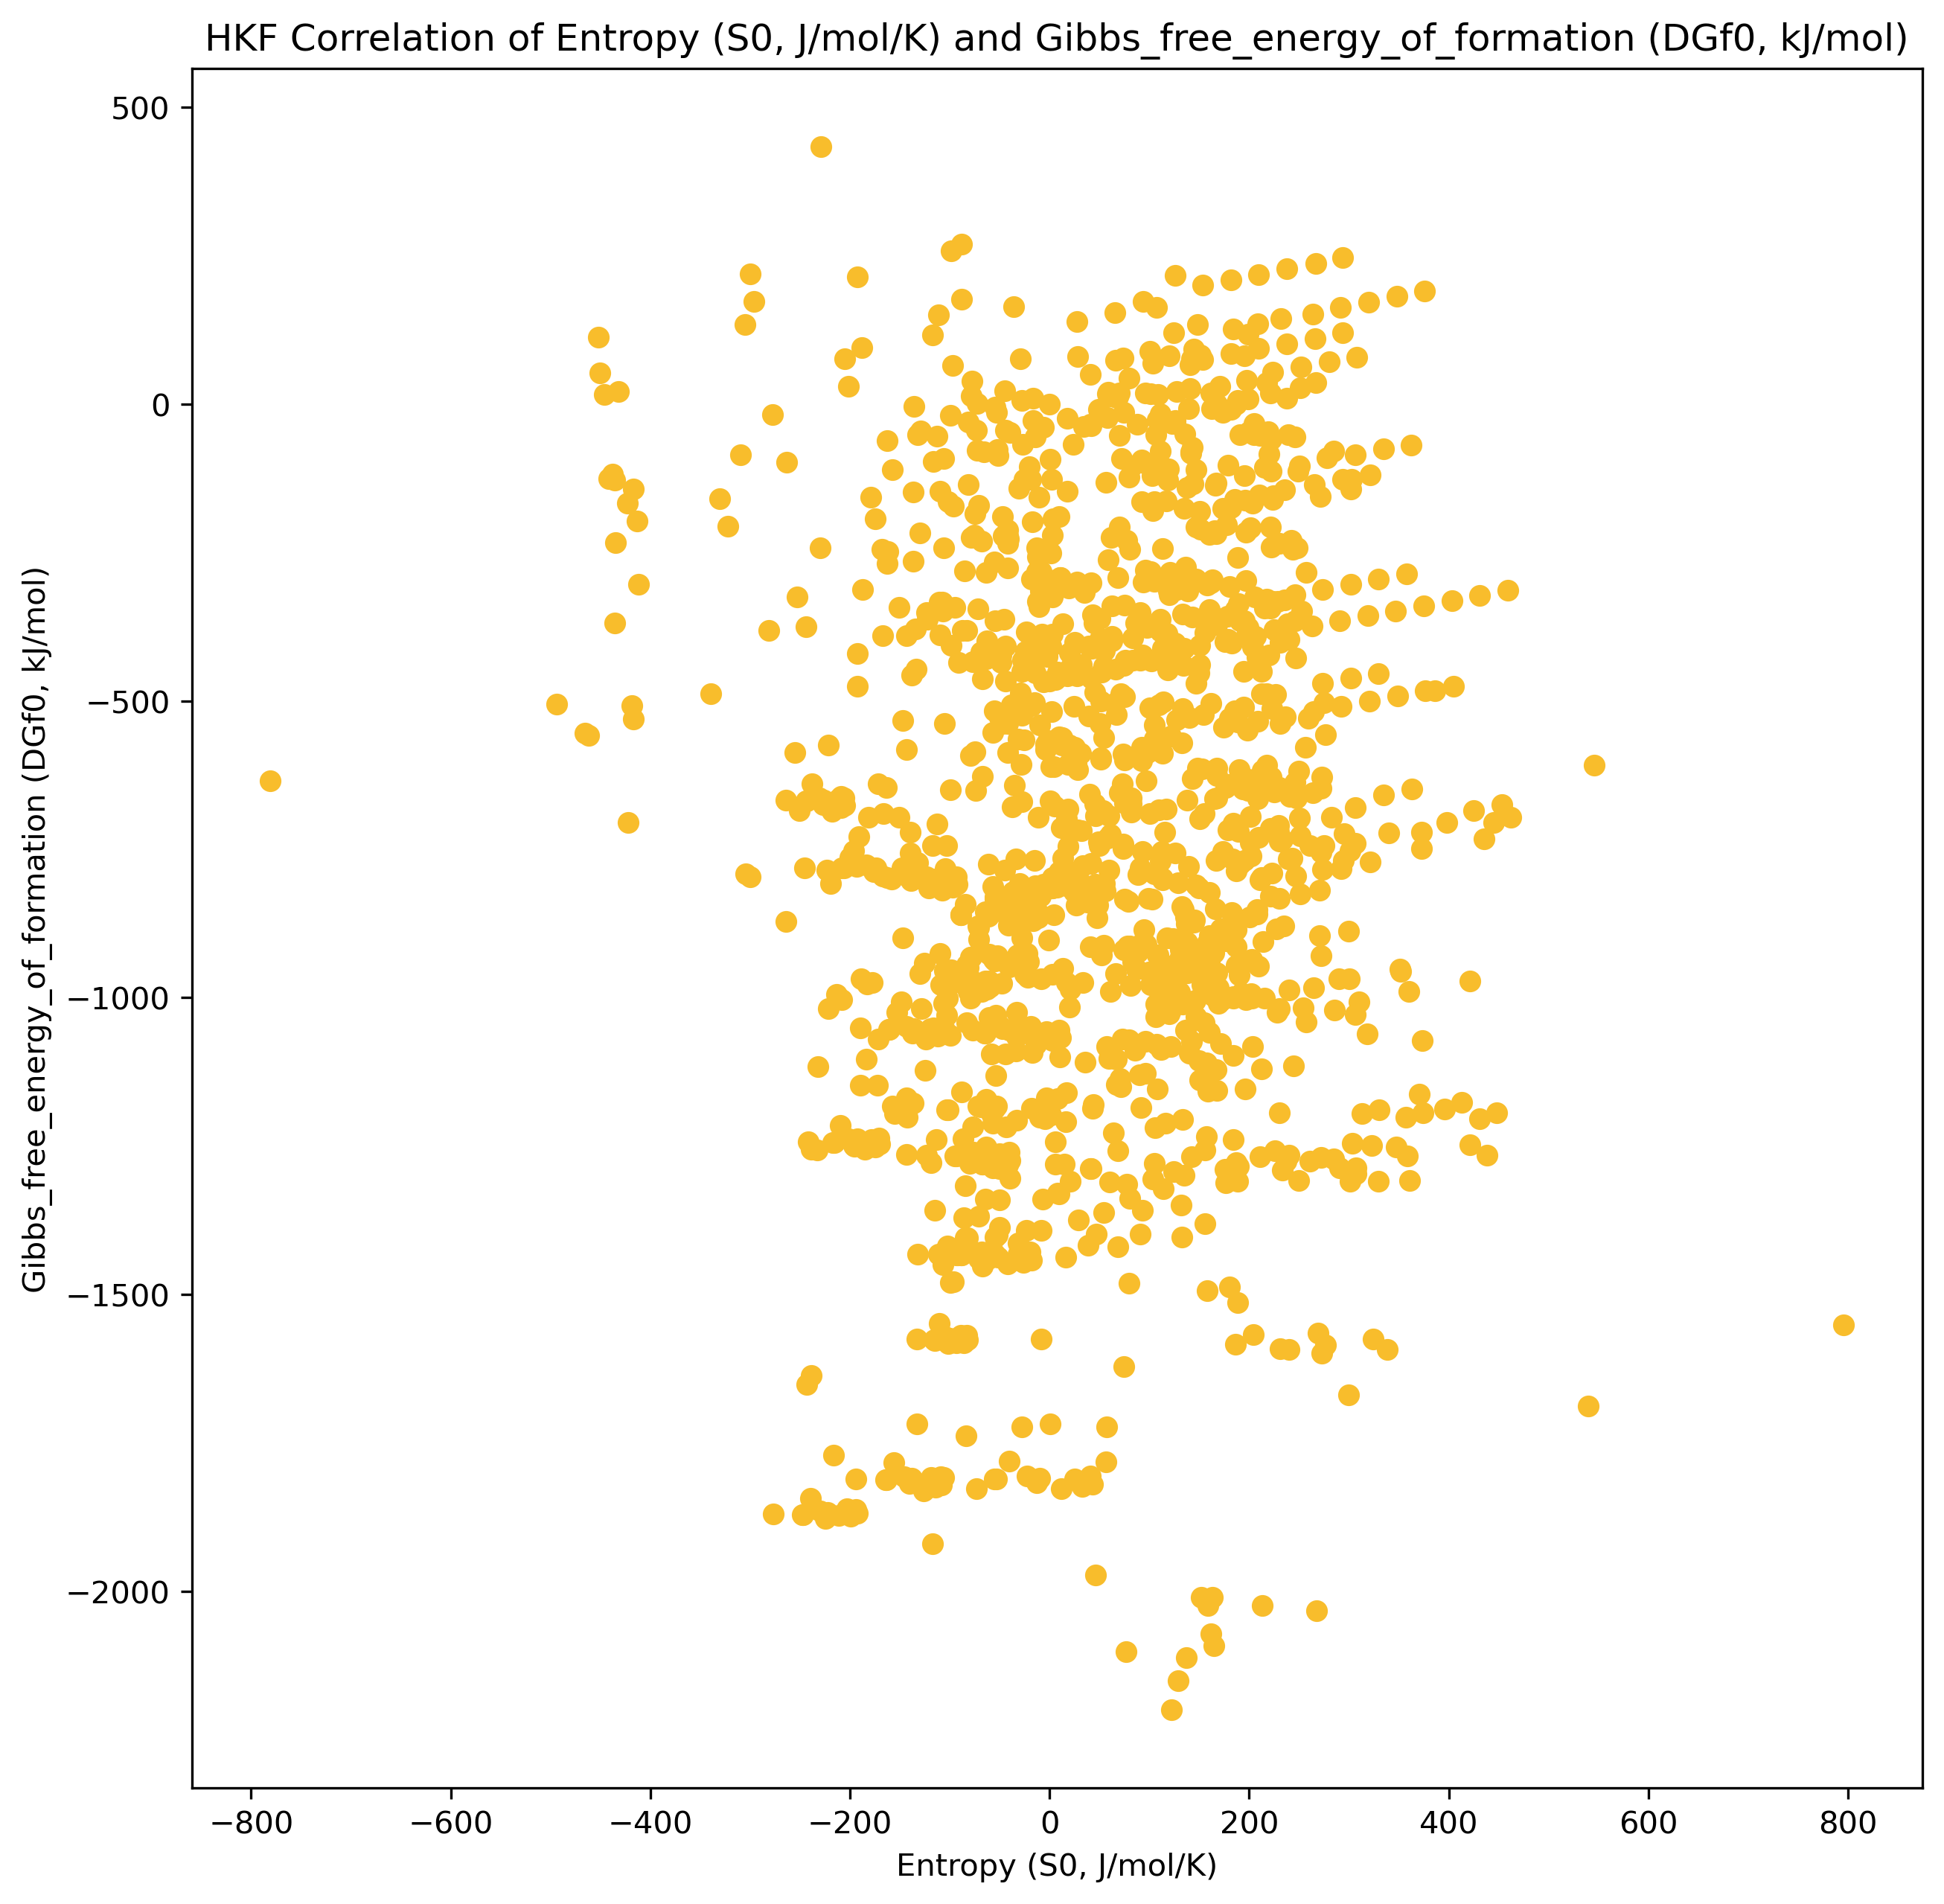 HKF Correlation of Entropy (S0, J/mol/K) and Gibbs_free_energy_of_formation (DGf0, kJ/mol)
Gibbs_free_energy_of_formation (DGf0, kJ/mol)
500
0
−500
−1000
−1500
−2000
−800 −600 −400 −200 0 200 400 600 800
Entropy (S0, J/mol/K)